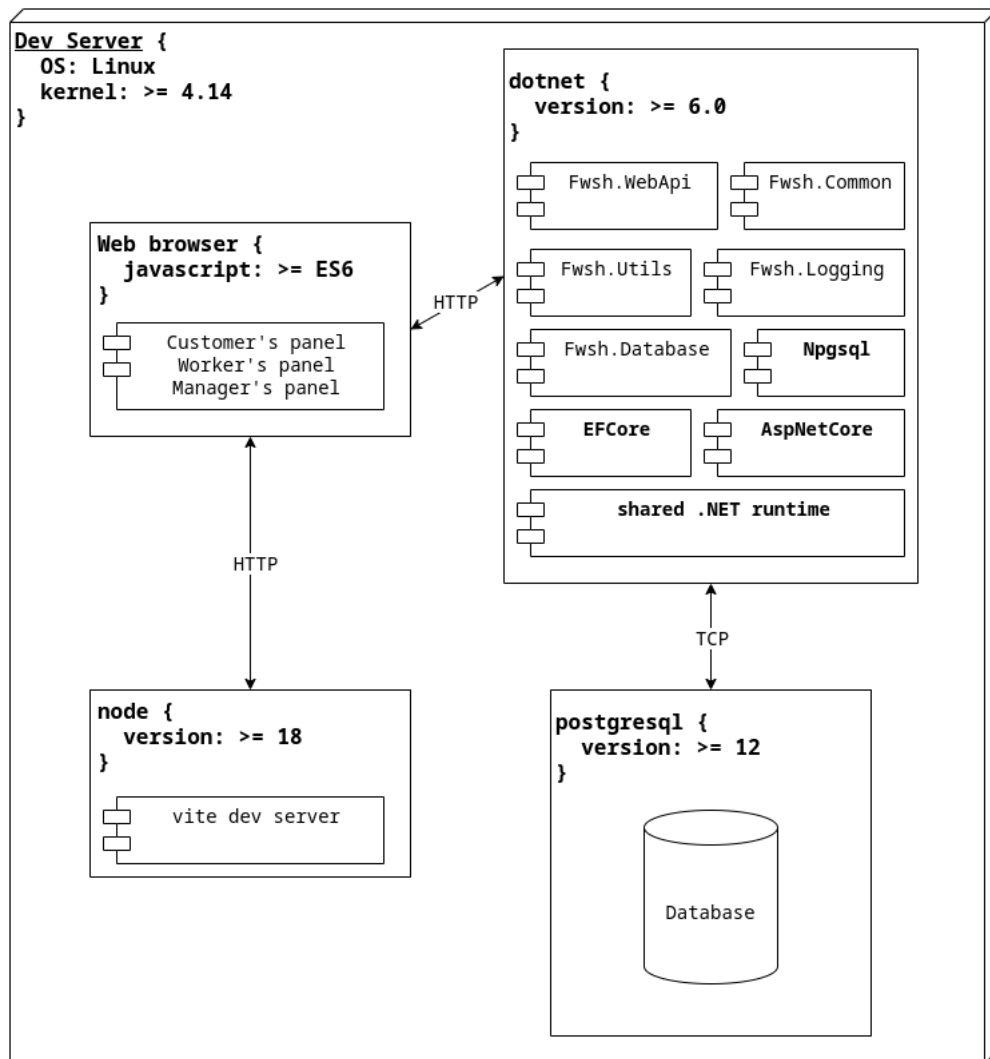 Dev Server {
  OS: Linux
  kernel: >= 4.14
}
dotnet {
  version: >= 6.0
}
Fwsh.WebApi
Fwsh.Common
Fwsh.Utils
Fwsh.Logging
Fwsh.Database
Npgsql
EFCore
AspNetCore
shared .NET runtime
Web browser {
  javascript: >= ES6
}
Customer's panel
Worker's panel
Manager's panel
HTTP
HTTP
TCP
node {
  version: >= 18
}
vite dev server
postgresql {
  version: >= 12
}
Database